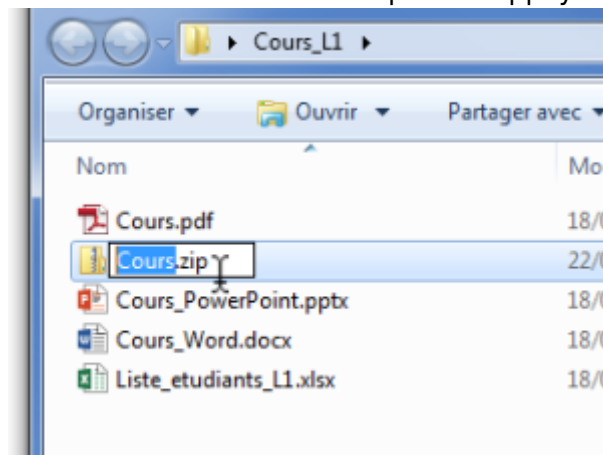 Cours_L1
Organiser Ouvrir Partager avec
Nom
Cours.pdf 18/
Cours.zip 22/
Cours_PowerPoint.pptx 18/
Cours_Word.docx 18/
Liste_etudiants_L1.xlsx 18/